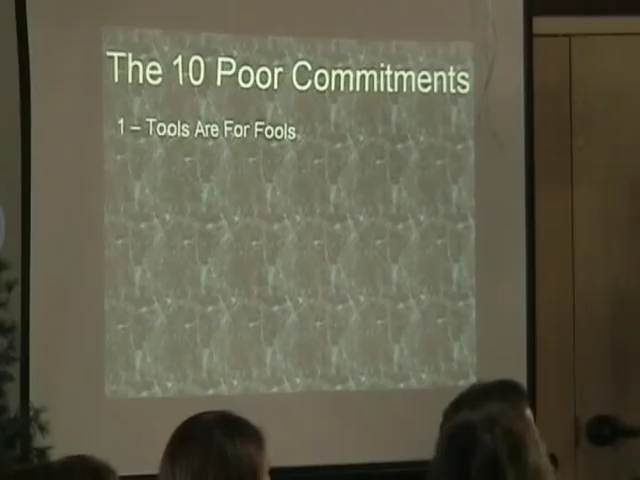 The 10 Poor Commitments
1 – Tools Are For Fools